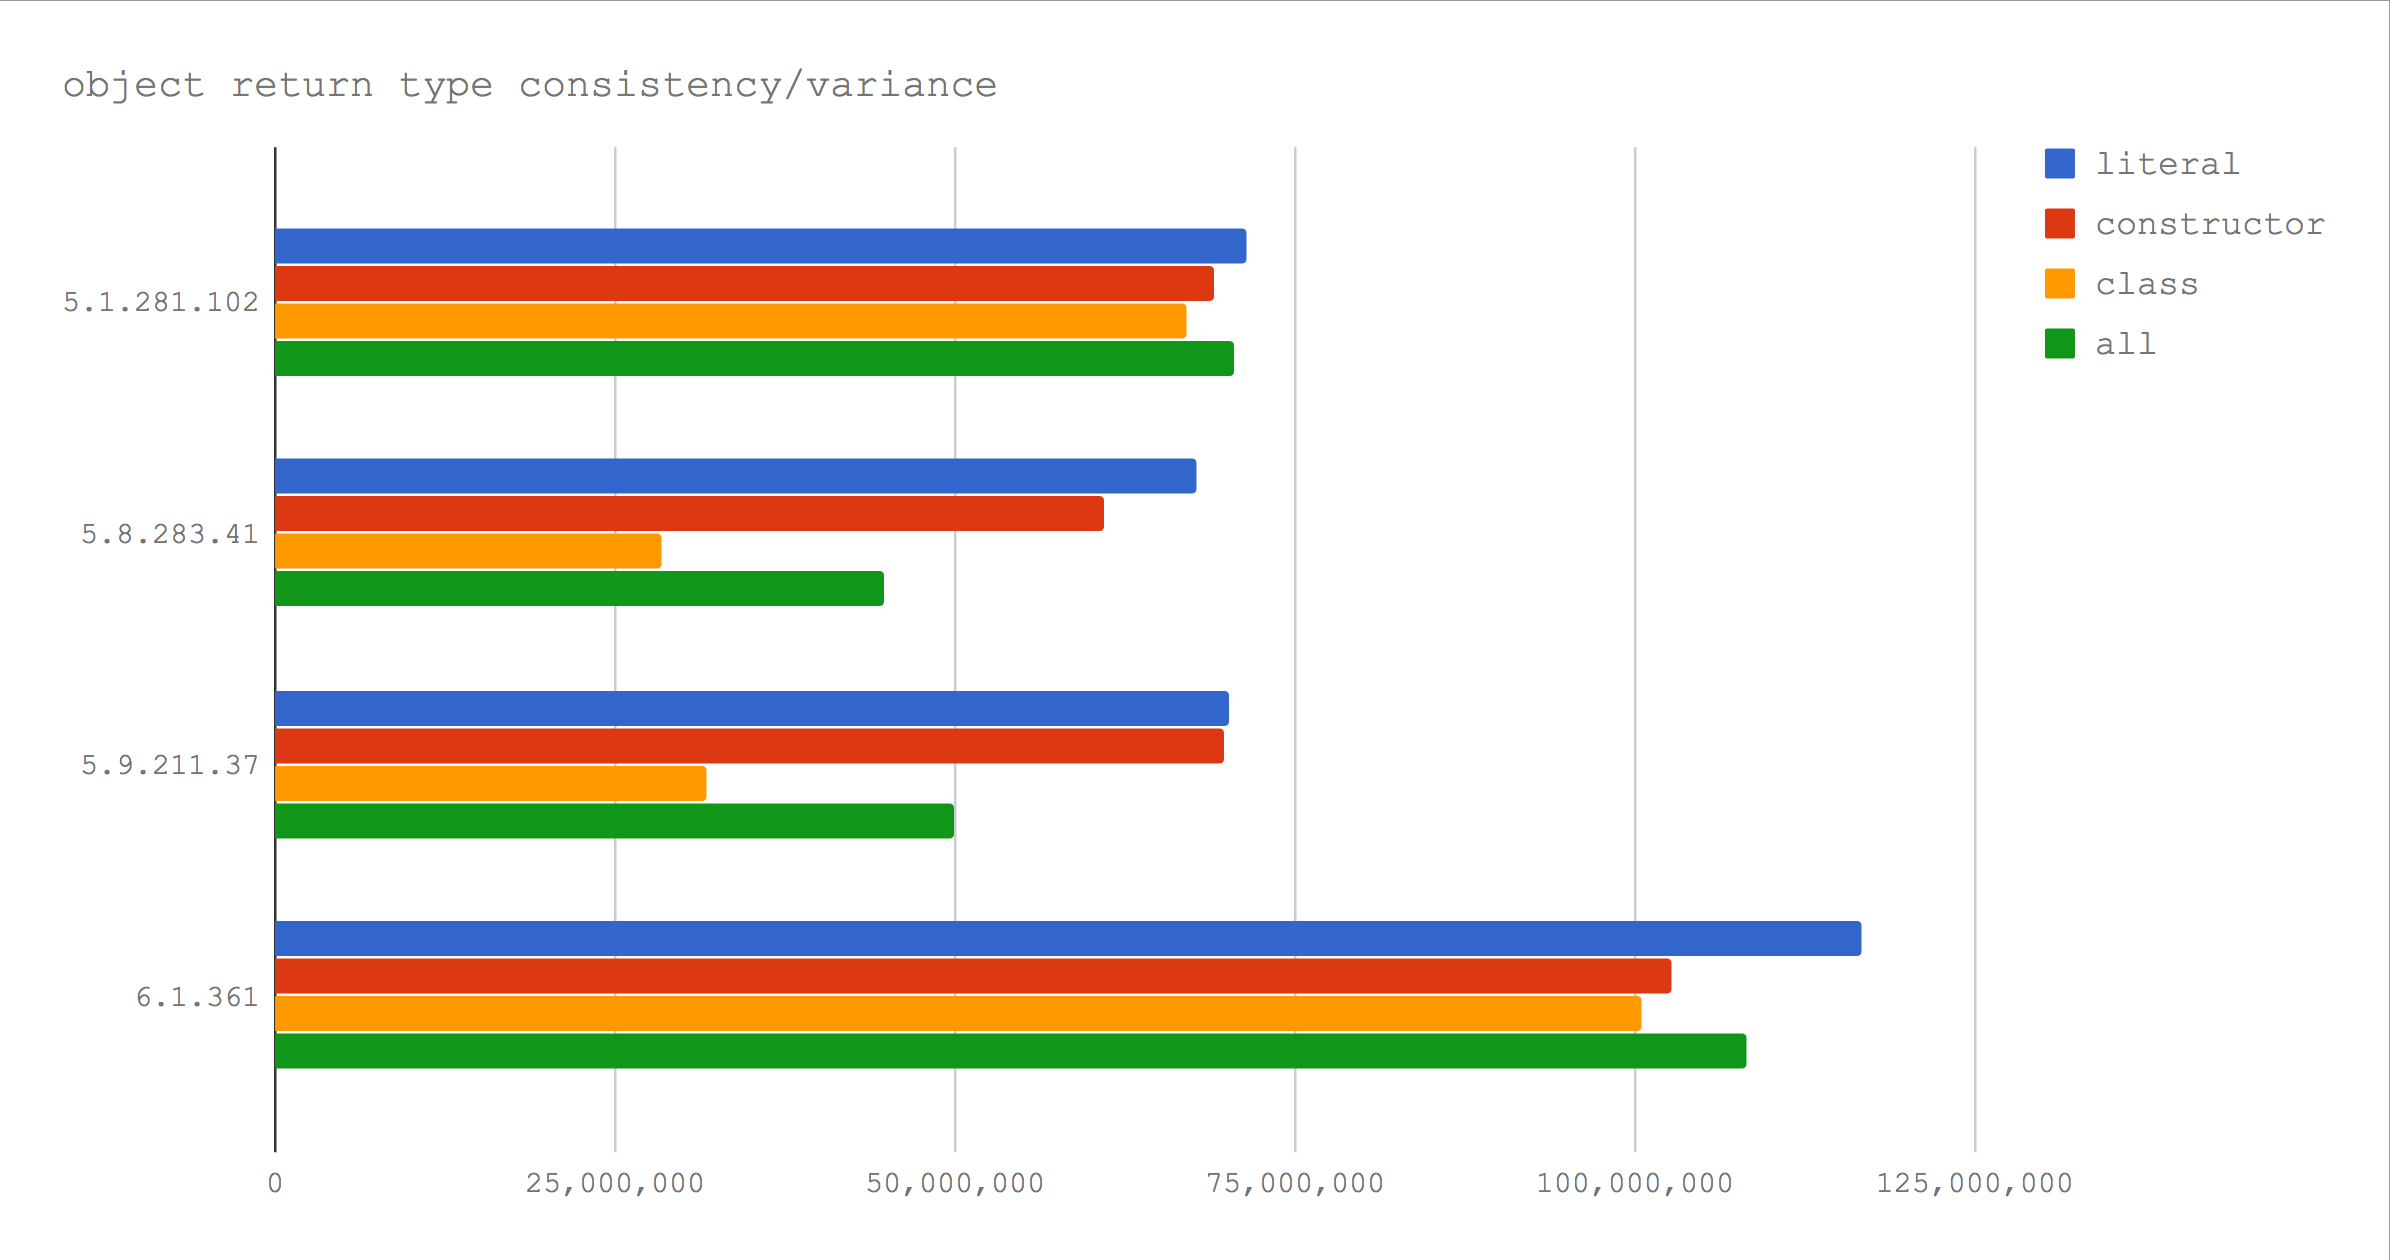 object return type consistency/variance
literal
constructor
class
all
5.1.281.102
5.8.283.41
5.9.211.37
6.1.361
0 25,000,000 50,000,000 75,000,000 100,000,000 125,000,000